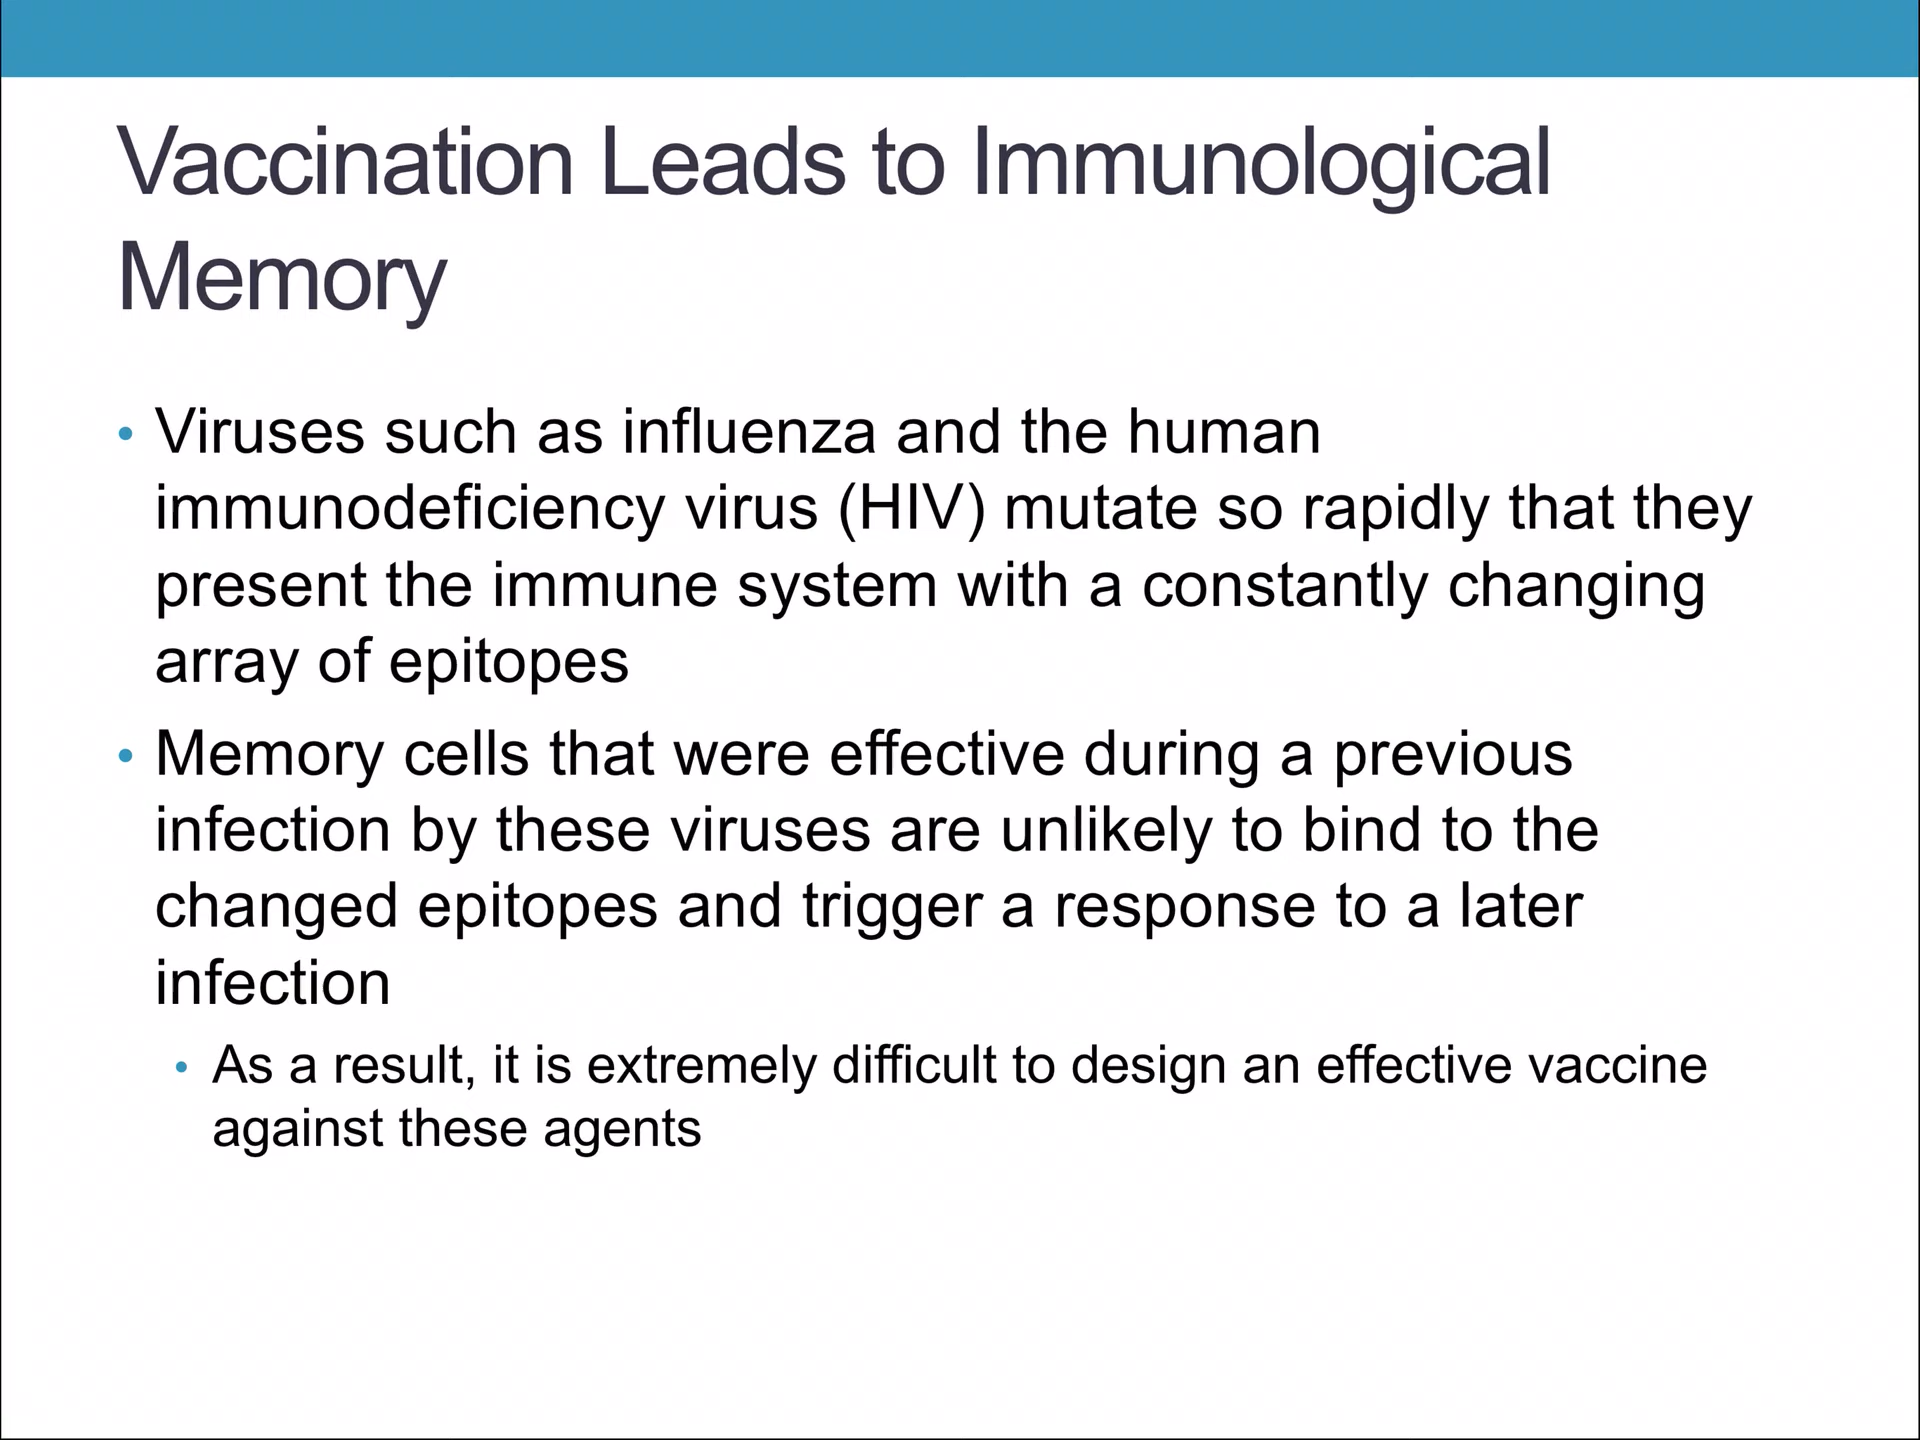 Vaccination Leads to Immunological
Memory
• Viruses such as influenza and the human
immunodeficiency virus (HIV) mutate so rapidly that they
present the immune system with a constantly changing
array of epitopes
• Memory cells that were effective during a previous
infection by these viruses are unlikely to bind to the
changed epitopes and trigger a response to a later
infection
• As a result, it is extremely difficult to design an effective vaccine
against these agents